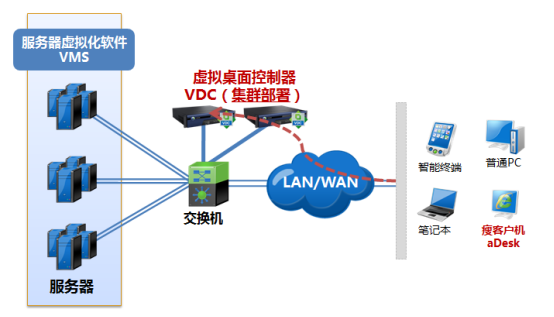 服务器虚拟化软件
VMS
服务器
虚拟桌面控制器
VDC（集群部署）
交换机
LAN/WAN
智能终端
普通PC
笔记本
瘦客户机
aDesk